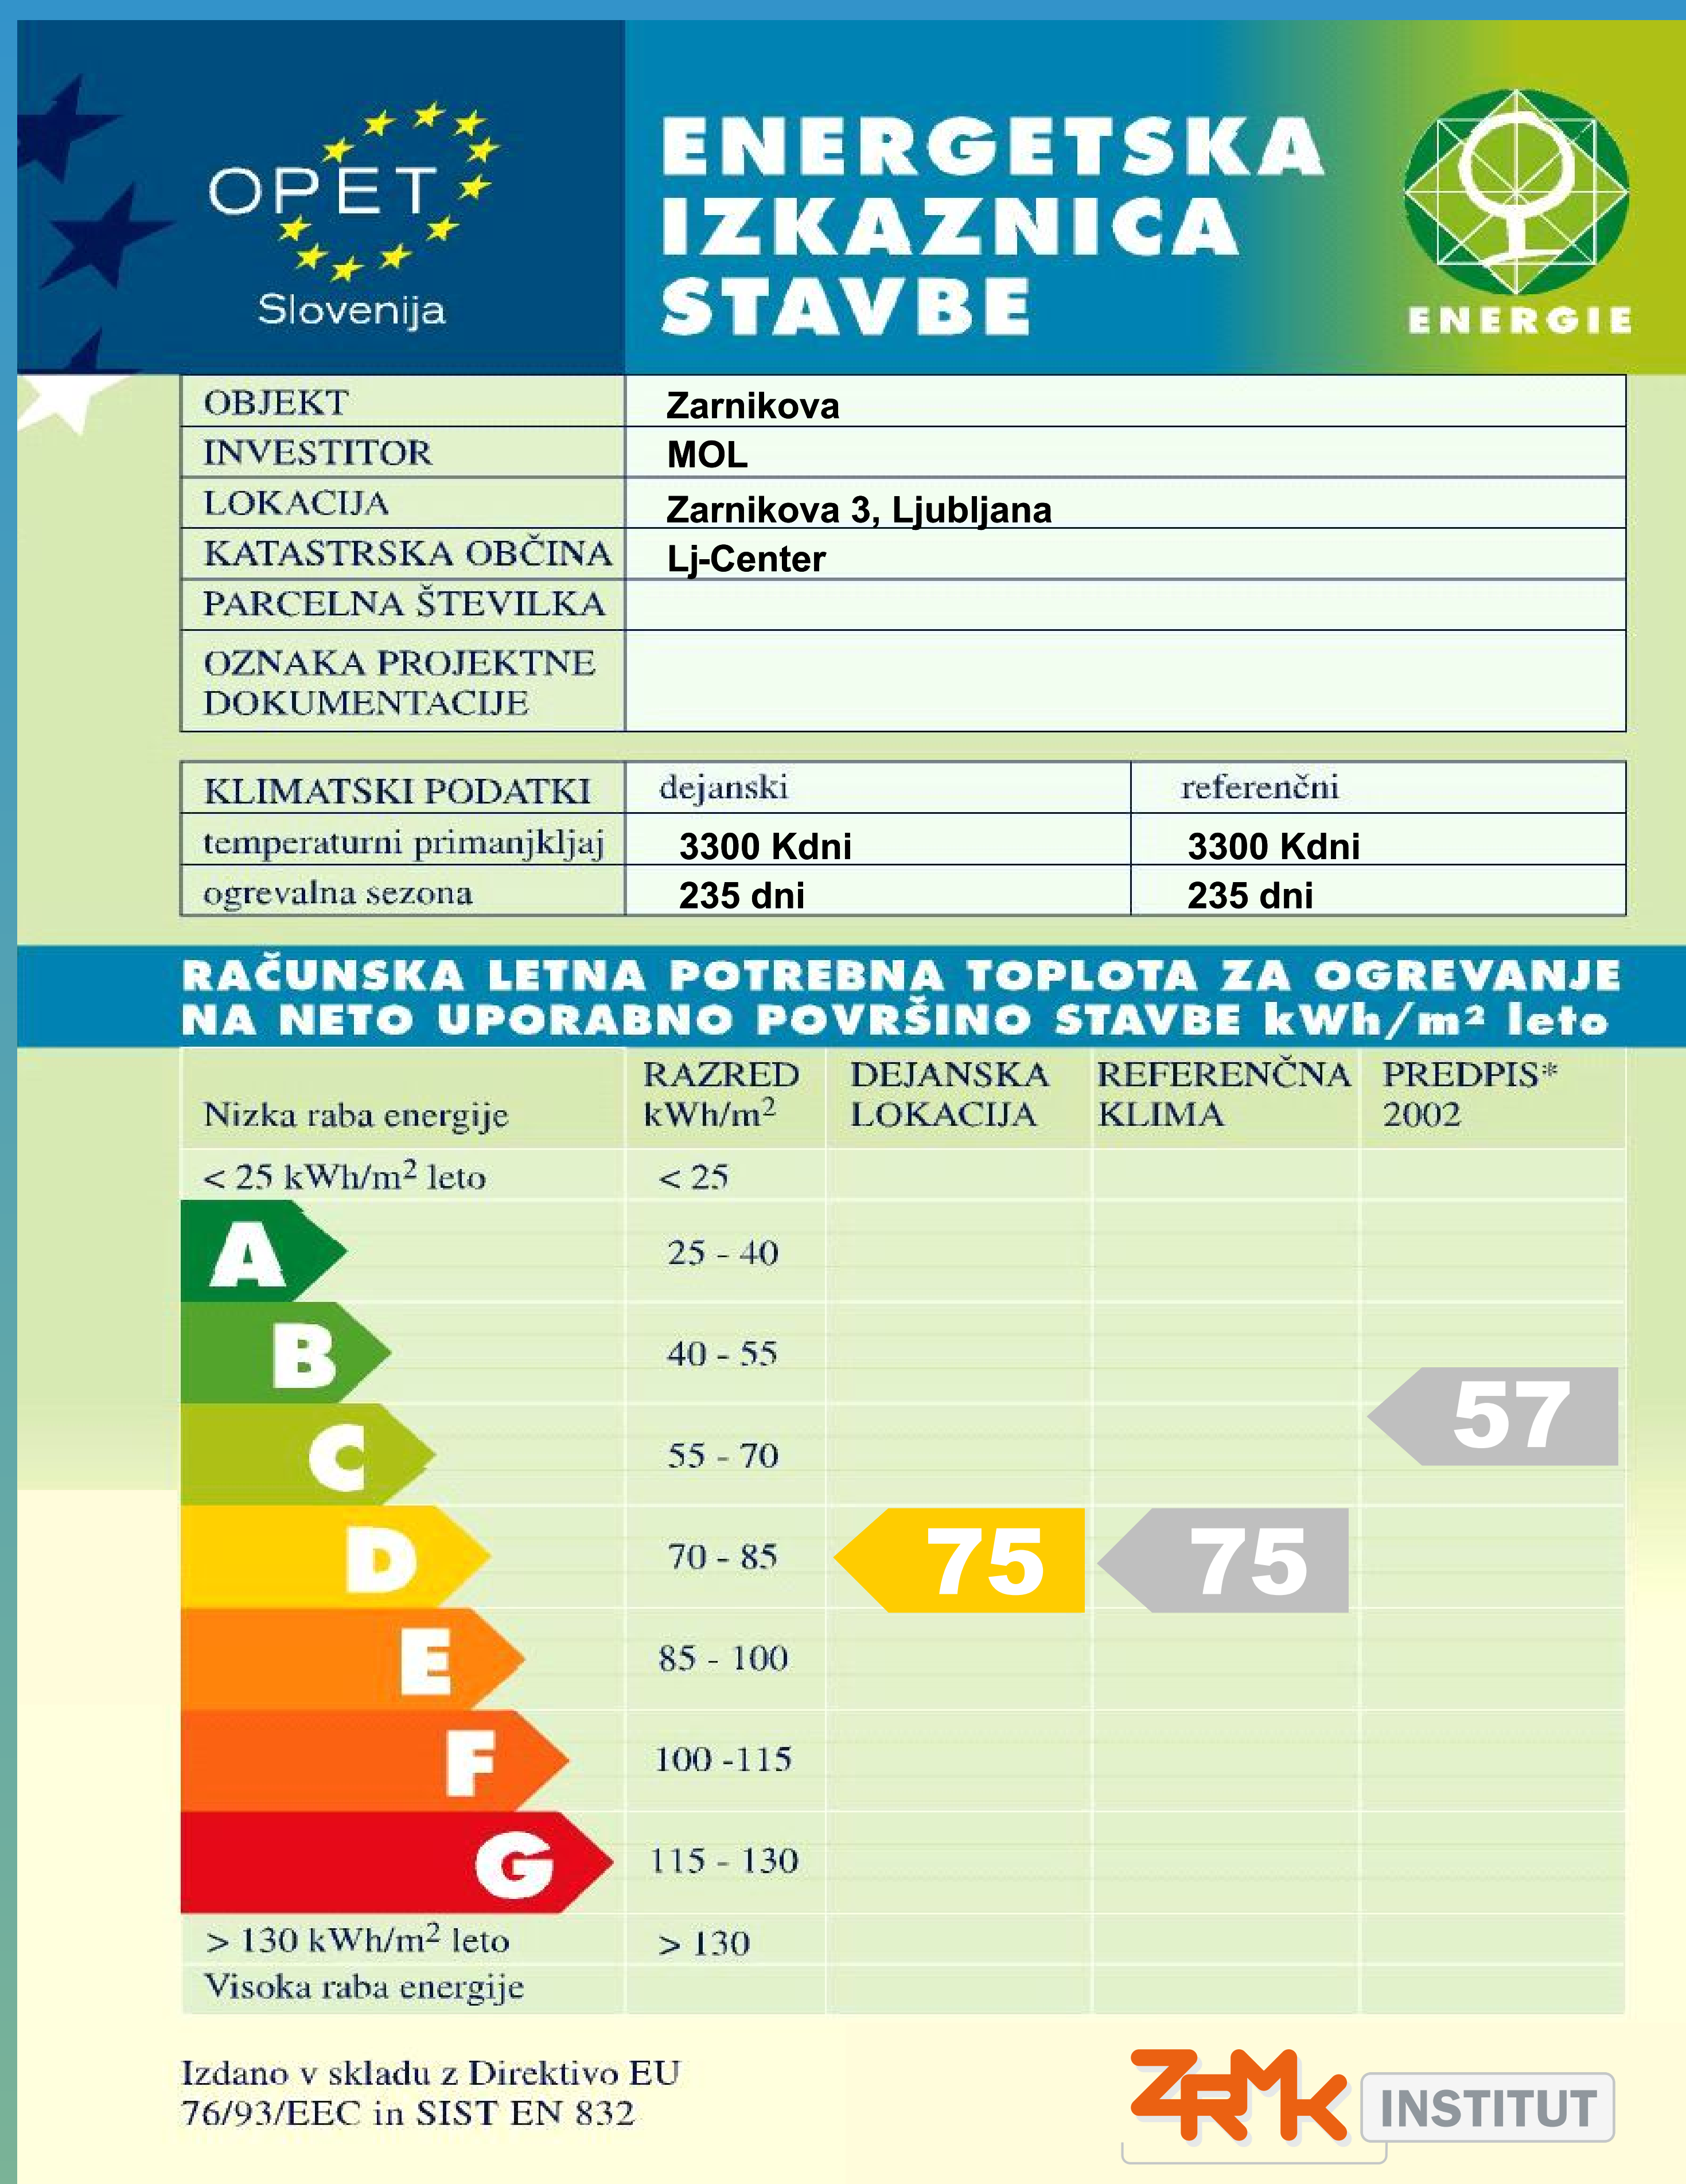 OPET
Slovenija
ENERGETSKA
IZKAZNICA
STAVBE
ENERGIE
OBJEKT Zarnikova
INVESTITOR MOL
LOKACIJA Zarnikova 3, Ljubljana
KATASTRSKA OBČINA Lj-Center
PARCELNA ŠTEVILKA
OZNAKA PROJEKTNE
DOKUMENTACIJE
KLIMATSKI PODATKI dejanski referenčni
temperaturni primanjkljaj 3300 Kdni 3300 Kdni
ogrevalna sezona 235 dni 235 dni
RAČUNSKA LETNA POTREBNA TOPLOTA ZA OGREVANJE
NA NETO UPORABNO POVRŠINO STAVBE kWh/m² leto
RAZRED DEJANSKA REFERENČNA PREDPIS*
Nizka raba energije kWh/m² LOKACIJA KLIMA 2002
< 25 kWh/m² leto < 25
A 25 - 40
B 40 - 55
57
C 55 - 70
D 70 - 85 75 75
E 85 - 100
F 100 -115
G 115 - 130
> 130 kWh/m² leto > 130
Visoka raba energije
Izdano v skladu z Direktivo EU
76/93/EEC in SIST EN 832
ZRMK INSTITUT